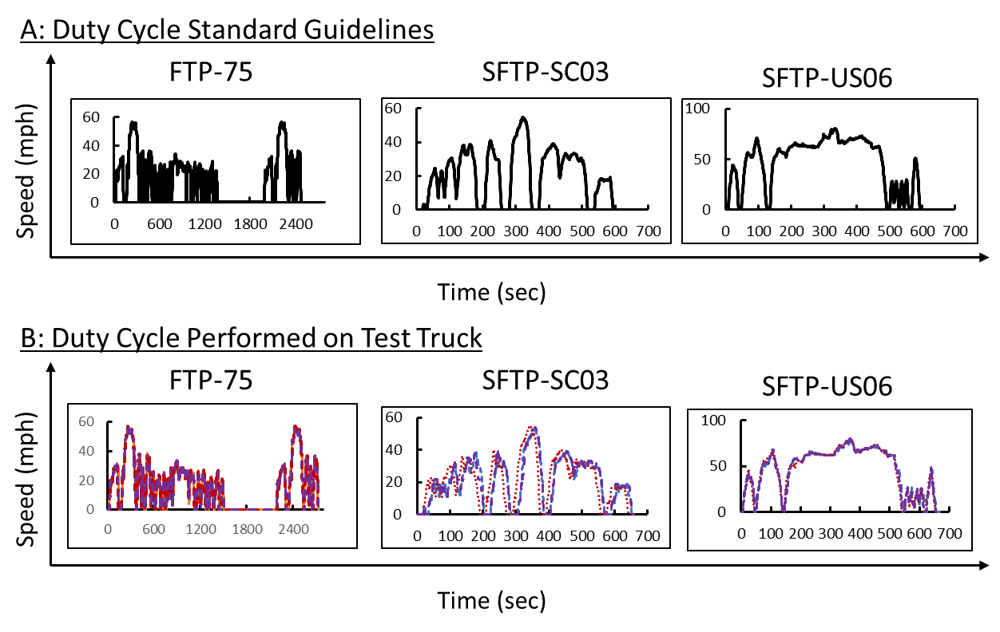 A: Duty Cycle Standard Guidelines
FTP-75
SFTP-SC03
SFTP-US06
Speed (mph)
60
40
20
0
0 600 1200 1800 2400
60
40
20
0
0 100 200 300 400 500 600 700
100
50
0
0 100 200 300 400 500 600 700
Time (sec)
B: Duty Cycle Performed on Test Truck
FTP-75
SFTP-SC03
SFTP-US06
Speed (mph)
60
40
20
0
0 600 1200 1800 2400
60
40
20
0
0 100 200 300 400 500 600 700
100
50
0
0 100 200 300 400 500 600 700
Time (sec)